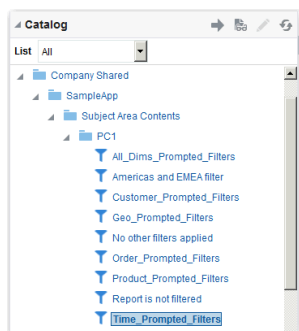 Catalog
List All
Company Shared
SampleApp
Subject Area Contents
PC1
All_Dims_Prompted_Filters
Americas and EMEA filter
Customer_Prompted_Filters
Geo_Prompted_Filters
No other filters applied
Order_Prompted_Filters
Product_Prompted_Filters
Report is not filtered
Time_Prompted_Filters